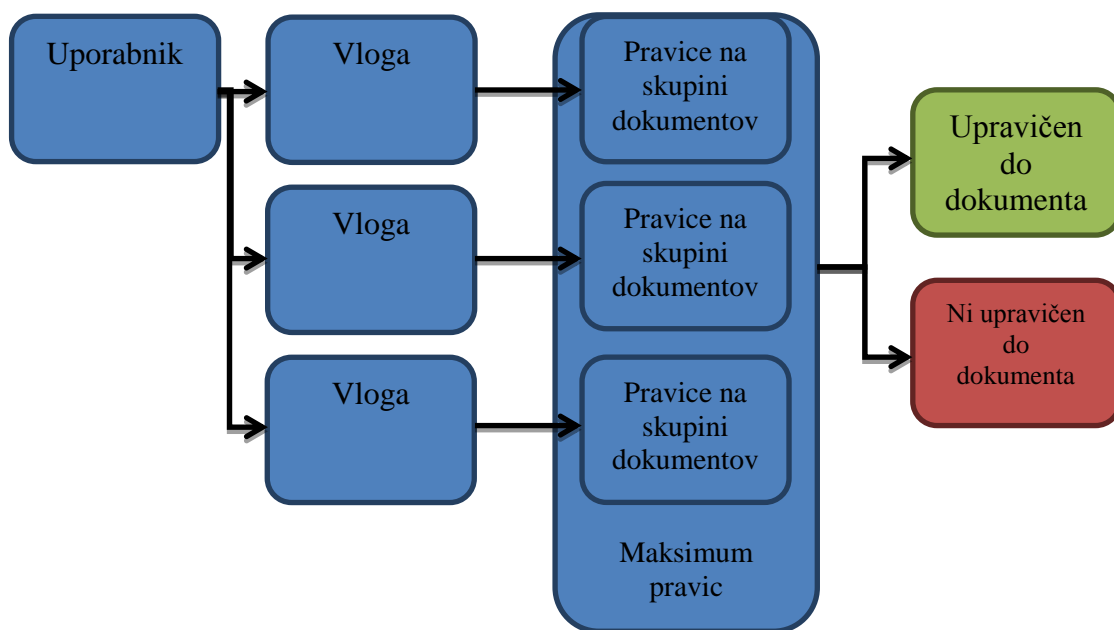 Uporabnik
Vloga
Pravice na
skupini
dokumentov
Vloga
Pravice na
skupini
dokumentov
Vloga
Pravice na
skupini
dokumentov
Maksimum
pravic
Upravičen
do
dokumenta
Ni upravičen
do
dokumenta